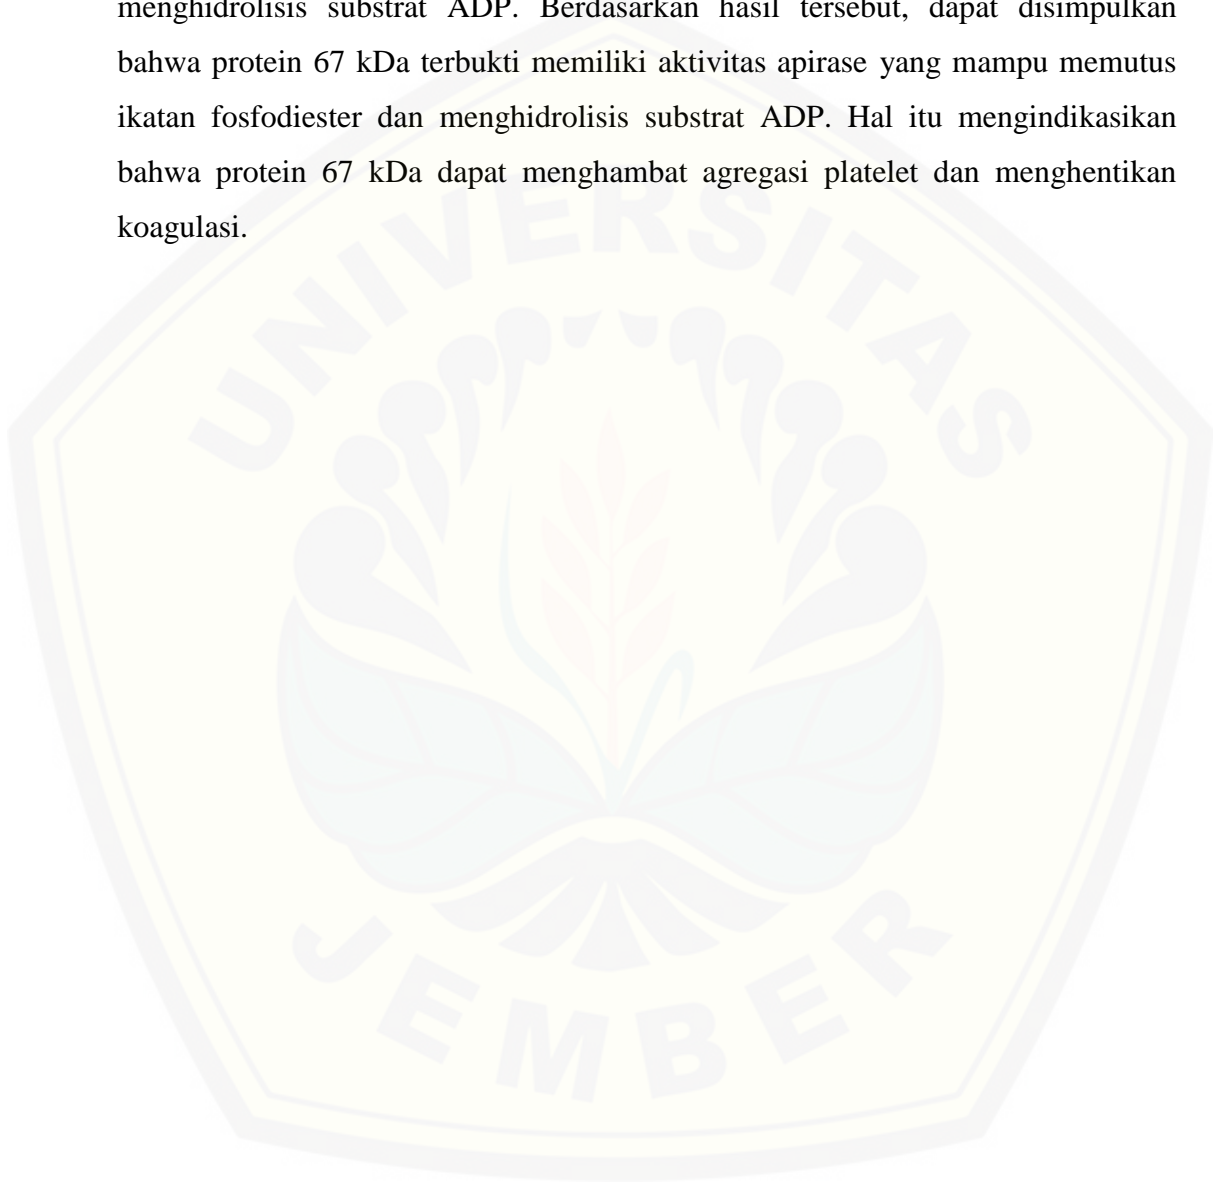 menghidrolisis substrat ADP. Berdasarkan hasil tersebut, dapat disimpulkan
bahwa protein 67 kDa terbukti memiliki aktivitas apirase yang mampu memutus
ikatan fosfodiester dan menghidrolisis substrat ADP. Hal itu mengindikasikan
bahwa protein 67 kDa dapat menghambat agregasi platelet dan menghentikan
koagulasi.
UNIVERSITAS
JEMBER